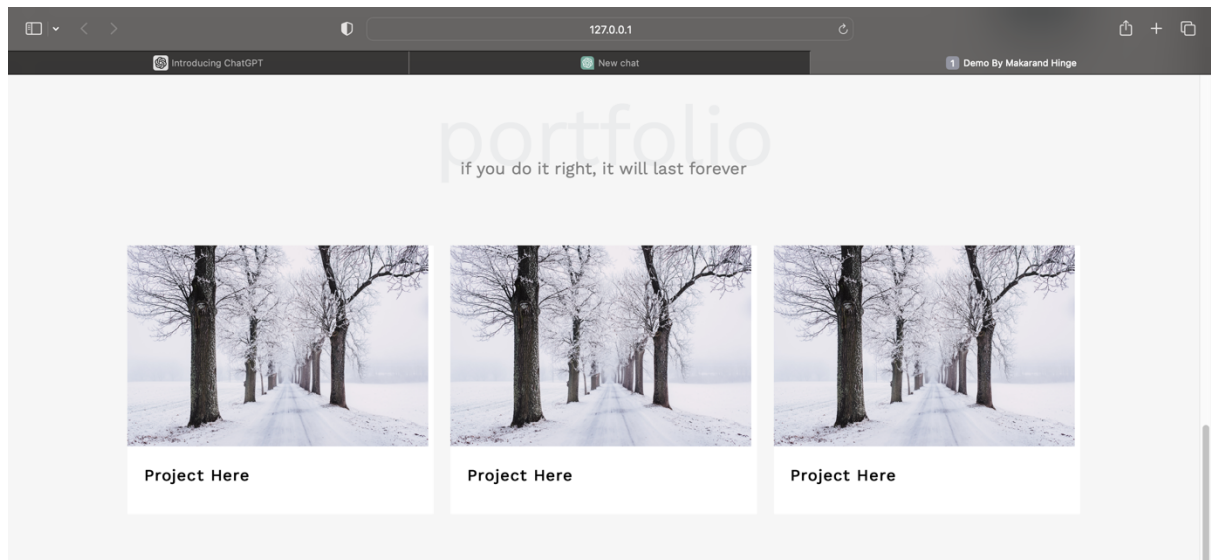 127.0.0.1
Introducing ChatGPT
New chat
1 Demo By Makarand Hinge
portfolio
if you do it right, it will last forever
Project Here
Project Here
Project Here